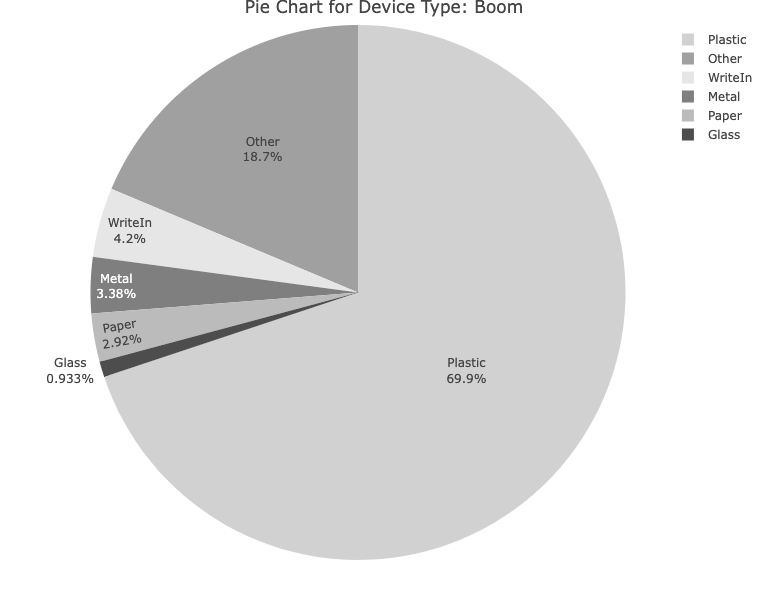 Pie Chart for Device Type: Boom
Plastic
Other
WriteIn
Metal
Paper
Glass
Other
18.7%
WriteIn
4.2%
Metal
3.38%
Paper
2.92%
Glass
0.933%
Plastic
69.9%